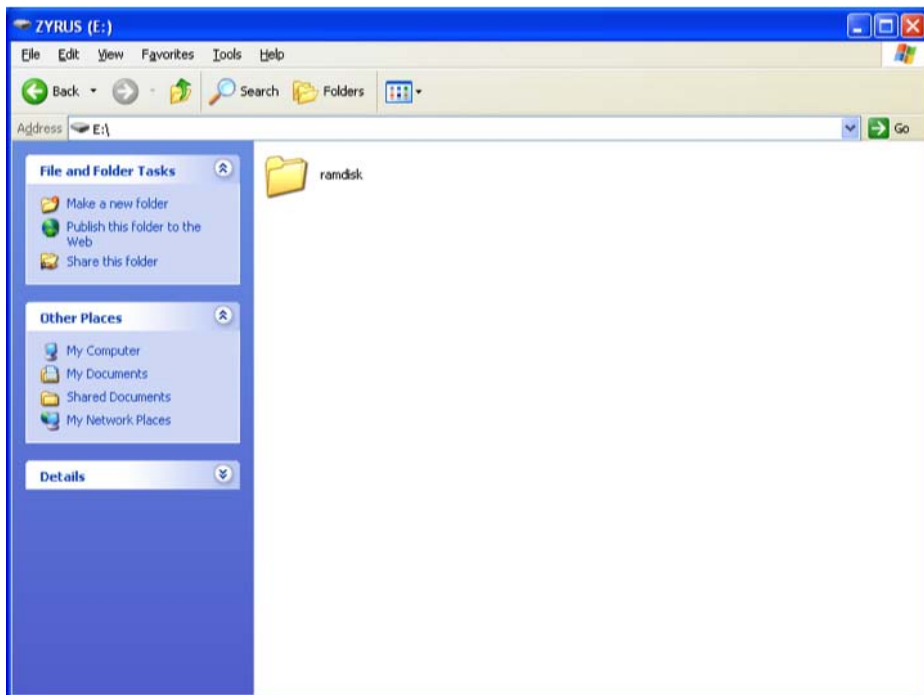 ZYRUS (E:)
File Edit View Favorites Tools Help
Back Search Folders
Address E:\ Go
File and Folder Tasks
Make a new folder
Publish this folder to the
Web
Share this folder
Other Places
My Computer
My Documents
Shared Documents
My Network Places
Details
ramdisk